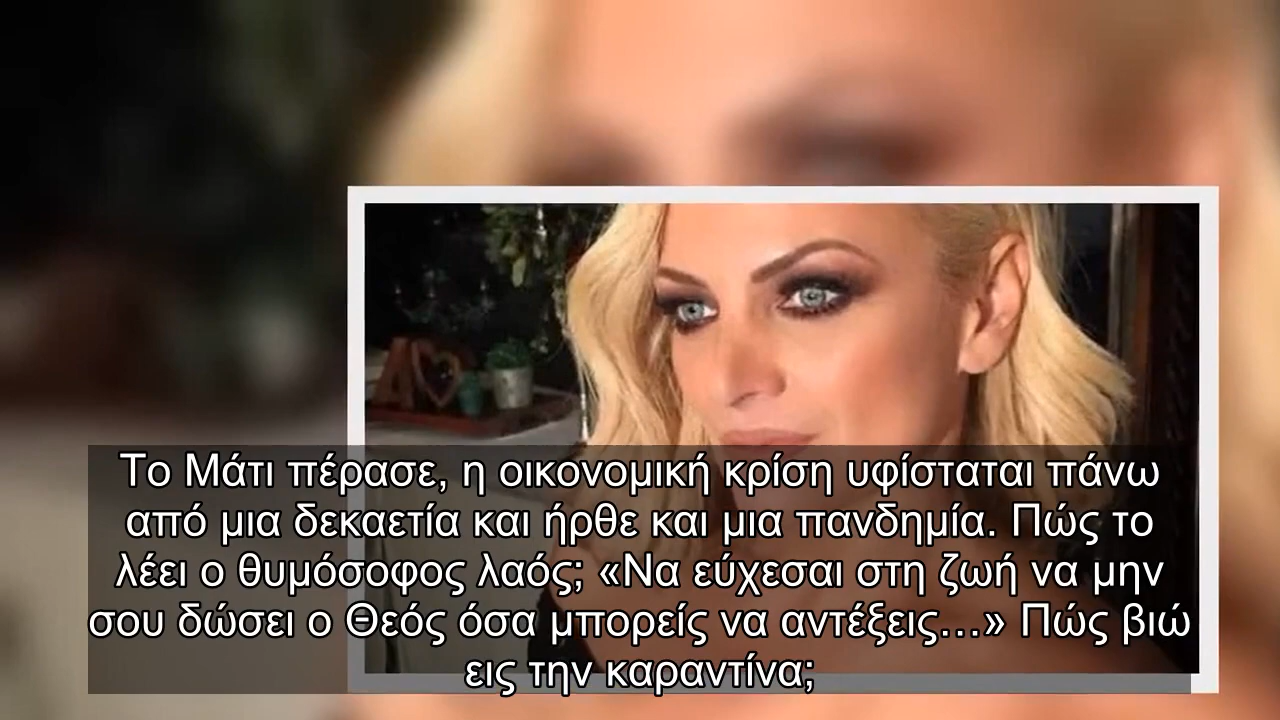 Το Μάτι πέρασε, η οικονομική κρίση υφίσταται πάνω
από μια δεκαετία και ήρθε και μια πανδημία. Πώς το
λέει ο θυμόσοφος λαός; «Να εύχεσαι στη ζωή να μην
σου δώσει ο Θεός όσα μπορείς να αντέξεις…» Πώς βιώ
εις την καραντίνα;